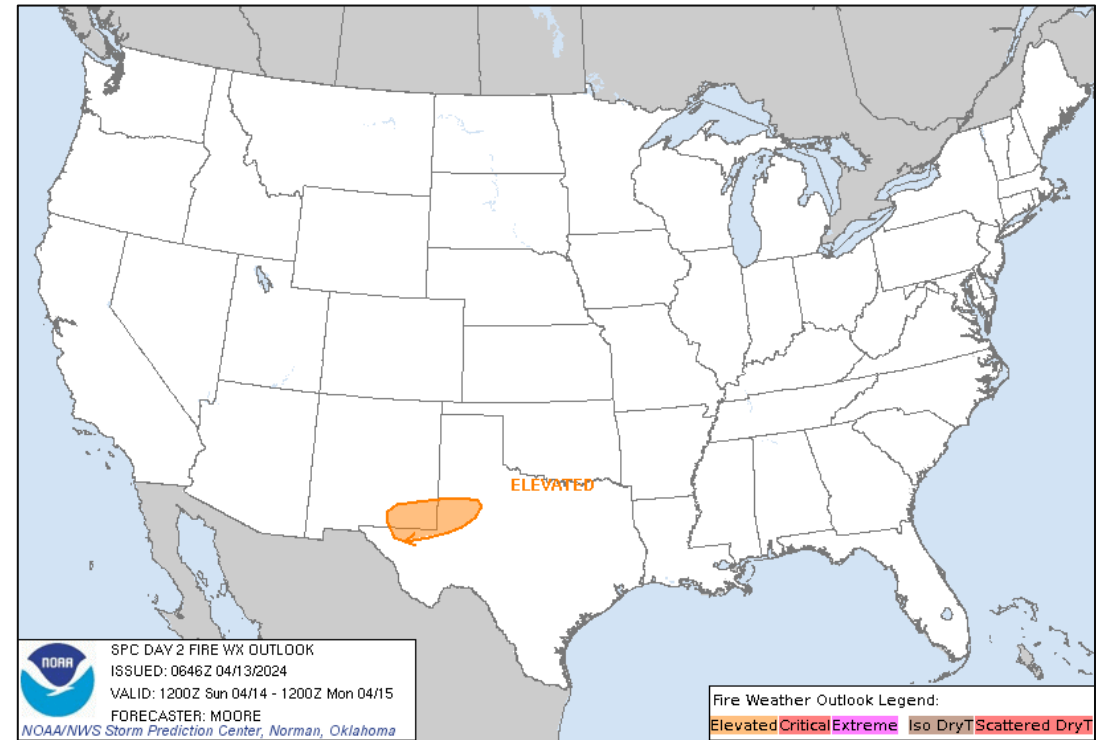 ELEVATED
NOAA
SPC DAY 2 FIRE WX OUTLOOK
ISSUED: 0646Z 04/13/2024
VALID: 1200Z Sun 04/14 - 1200Z Mon 04/15
FORECASTER: MOORE
NOAA/NWS Storm Prediction Center, Norman, Oklahoma
Fire Weather Outlook Legend:
Elevated Critical Extreme Iso DryT Scattered DryT